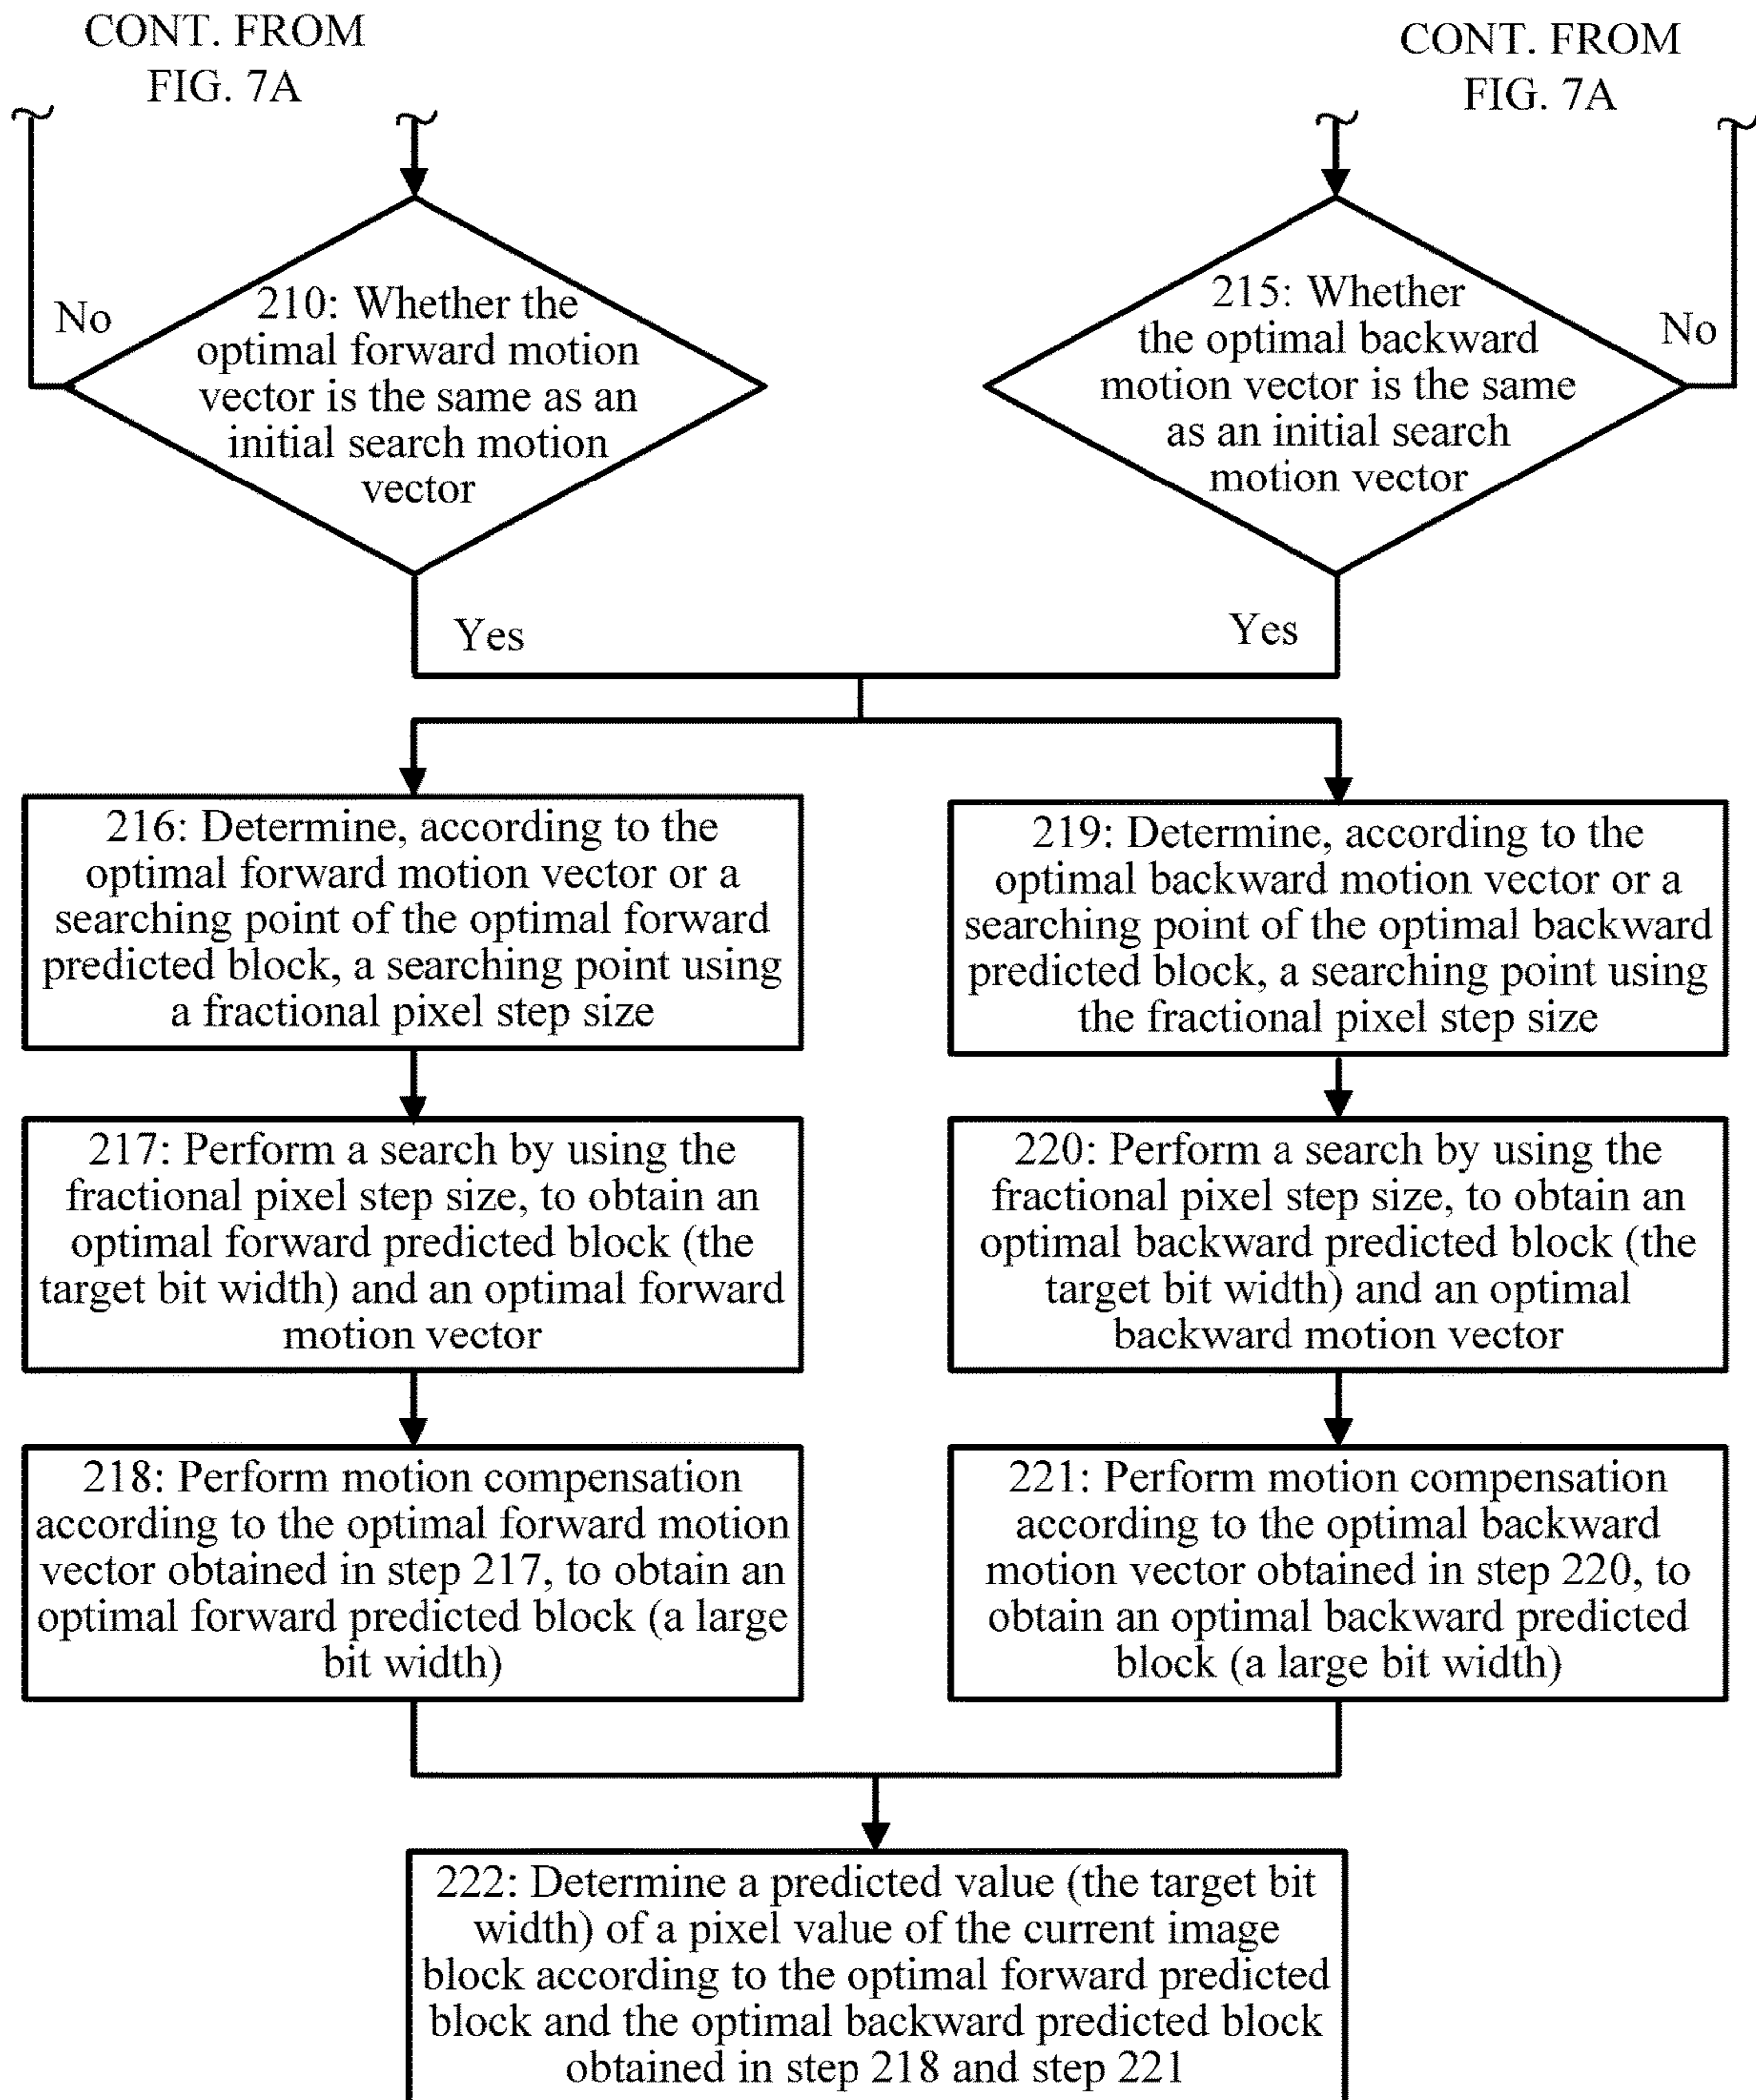 CONT. FROM
FIG. 7A
CONT. FROM
FIG. 7A
No
210: Whether the
optimal forward motion
vector is the same as an
initial search motion
vector
215: Whether
the optimal backward
motion vector is the same
as an initial search
motion vector
No
Yes
Yes
216: Determine, according to the
optimal forward motion vector or a
searching point of the optimal forward
predicted block, a searching point using
a fractional pixel step size
219: Determine, according to the
optimal backward motion vector or a
searching point of the optimal backward
predicted block, a searching point using
the fractional pixel step size
217: Perform a search by using the
fractional pixel step size, to obtain an
optimal forward predicted block (the
target bit width) and an optimal forward
motion vector
220: Perform a search by using the
fractional pixel step size, to obtain an
optimal backward predicted block (the
target bit width) and an optimal
backward motion vector
218: Perform motion compensation
according to the optimal forward motion
vector obtained in step 217, to obtain an
optimal forward predicted block (a large
bit width)
221: Perform motion compensation
according to the optimal backward
motion vector obtained in step 220, to
obtain an optimal backward predicted
block (a large bit width)
222: Determine a predicted value (the target bit
width) of a pixel value of the current image
block according to the optimal forward predicted
block and the optimal backward predicted block
obtained in step 218 and step 221